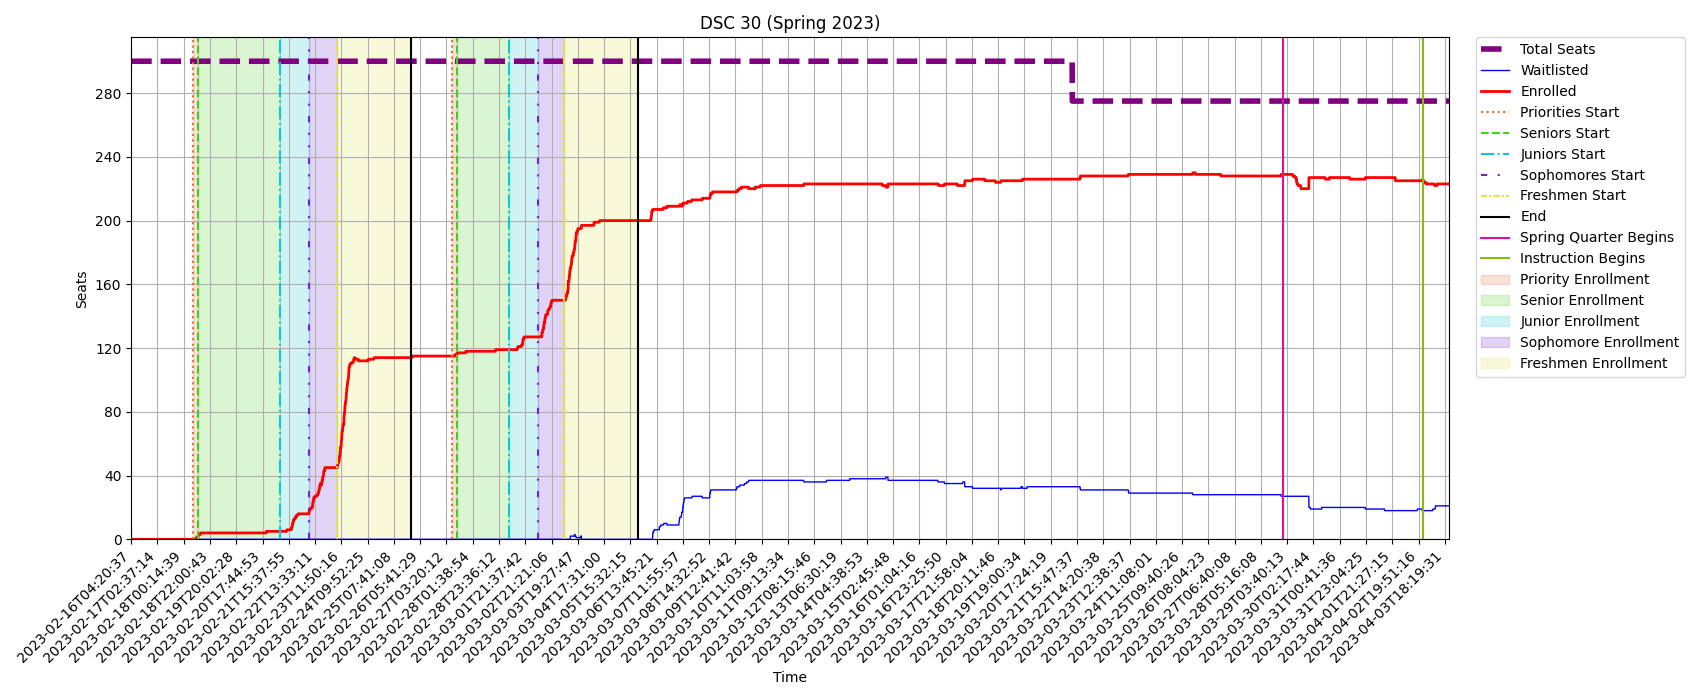 DSC 30 (Spring 2023)
Total Seats
Waitlisted
Enrolled
Priorities Start
Seniors Start
Juniors Start
Sophomores Start
Freshmen Start
End
Spring Quarter Begins
Instruction Begins
Priority Enrollment
Senior Enrollment
Junior Enrollment
Sophomore Enrollment
Freshmen Enrollment
Seats
280
240
200
160
120
80
40
0
2023-02-16T04:20:37
2023-02-17T02:37:14
2023-02-18T00:14:39
2023-02-18T22:00:43
2023-02-19T20:02:28
2023-02-20T17:44:53
2023-02-21T15:37:55
2023-02-22T13:33:11
2023-02-23T11:50:16
2023-02-24T09:52:25
2023-02-25T07:41:08
2023-02-26T05:41:29
2023-02-27T03:20:12
2023-02-28T01:38:54
2023-02-28T23:36:12
2023-03-01T21:37:42
2023-03-02T21:21:06
2023-03-03T19:27:47
2023-03-04T17:31:00
2023-03-05T15:32:15
2023-03-06T13:45:21
2023-03-07T11:55:57
2023-03-08T14:32:52
2023-03-09T12:41:42
2023-03-10T11:03:58
2023-03-11T09:13:34
2023-03-12T08:15:46
2023-03-13T06:30:19
2023-03-14T04:38:53
2023-03-15T02:45:48
2023-03-16T01:04:16
2023-03-16T23:25:50
2023-03-17T21:58:04
2023-03-18T20:11:46
2023-03-19T19:00:34
2023-03-20T17:24:19
2023-03-21T15:47:37
2023-03-22T14:20:38
2023-03-23T12:38:37
2023-03-24T11:08:01
2023-03-25T09:40:26
2023-03-26T08:04:23
2023-03-27T06:40:08
2023-03-28T05:16:08
2023-03-29T03:40:13
2023-03-30T02:17:44
2023-03-31T00:41:36
2023-03-31T23:04:25
2023-04-01T21:27:15
2023-04-02T19:51:16
2023-04-03T18:19:31
Time